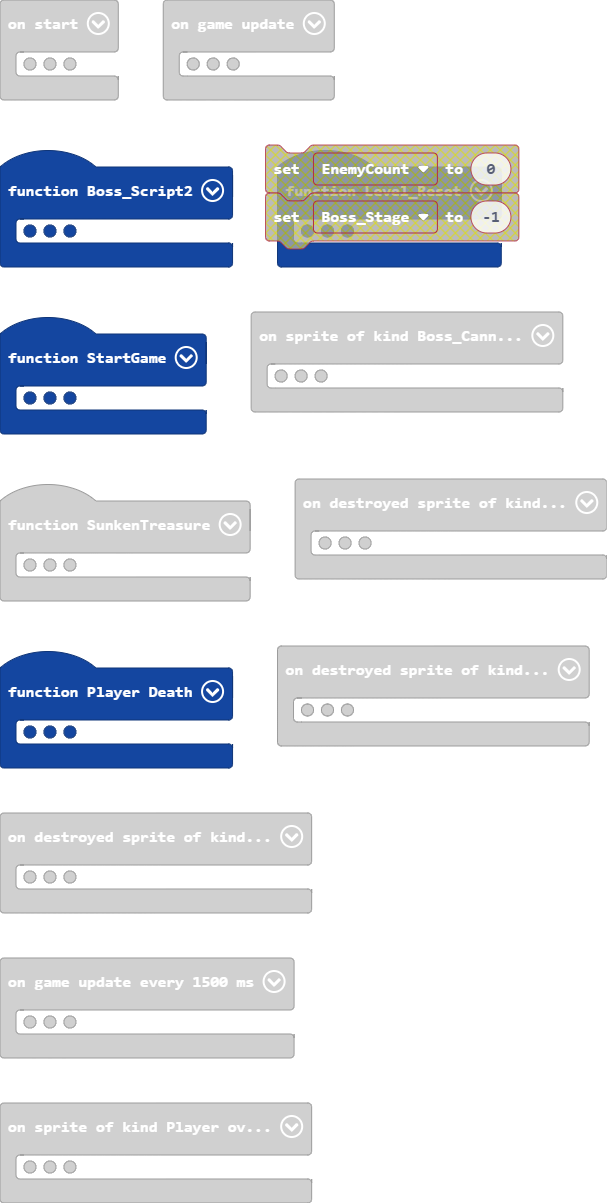 on start
on game update
function Boss_Script2
set EnemyCount to 0
function Level_Reset
set Boss_Stage to -1
function StartGame
on sprite of kind Boss_Cann...
function SunkenTreasure
on destroyed sprite of kind...
function Player Death
on destroyed sprite of kind...
on destroyed sprite of kind...
on game update every 1500 ms
on sprite of kind Player ov...